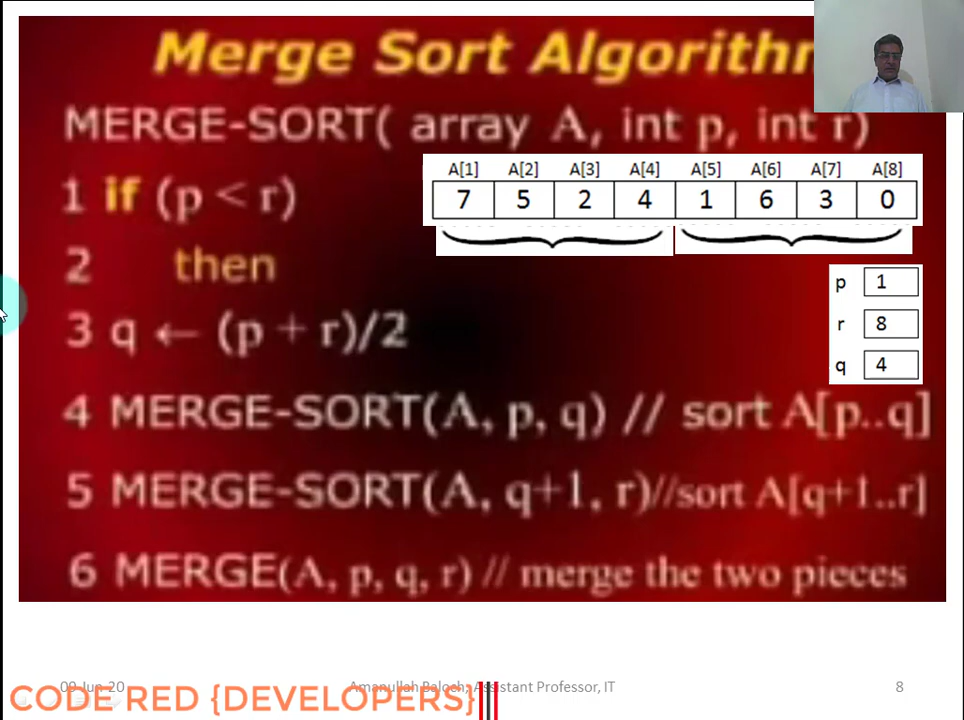 Merge Sort Algorith
MERGE-SORT( array A, int p, int r)
A[1] A[2] A[3] A[4] A[5] A[6] A[7] A[8]
7 5 2 4 1 6 3 0
1 if (p < r)
2 then
3 q ← (p + r)/2
p 1
r 8
q 4
4 MERGE-SORT(A, p, q) // sort A[p..q]
5 MERGE-SORT(A, q+1, r)//sort A[q+1..r]
6 MERGE(A, p, q, r) // merge the two pieces
09-Jun-20
Amanullah Baloch, Assistant Professor, IT
8
CODE RED {DEVELOPERS}